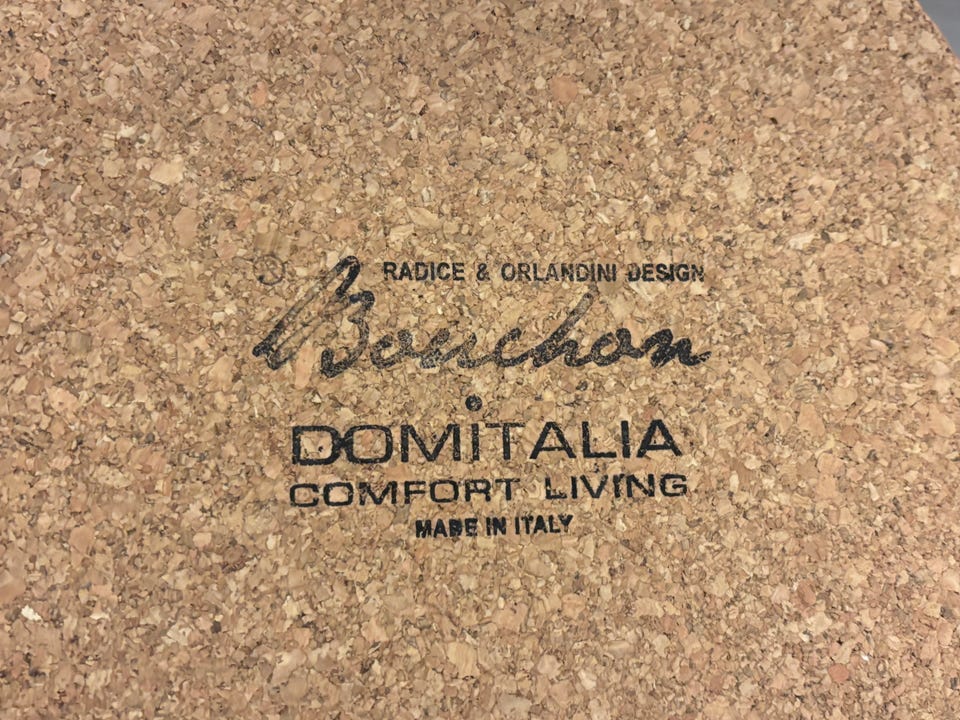 ® RADICE & ORLANDINI DESIGN
Bouchon
DOMITALIA
COMFORT LIVING
MADE IN ITALY